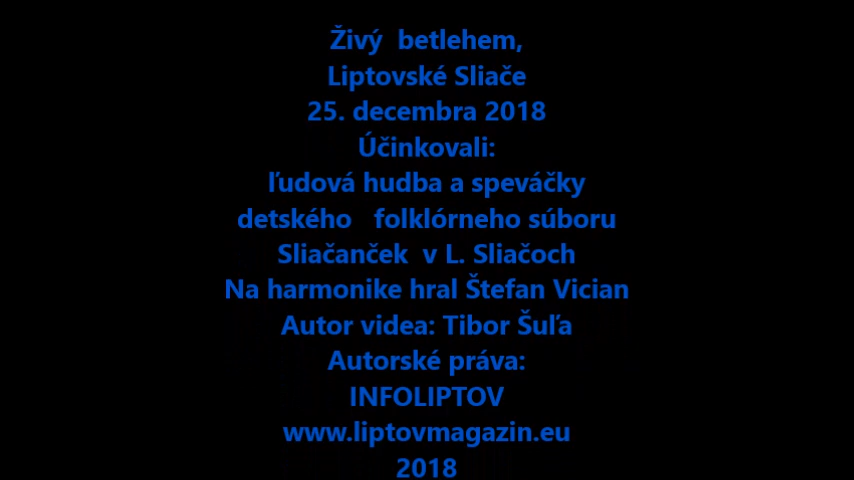 Živý  betlehem,
Liptovské Sliače
25. decembra 2018
Účinkovali:
ľudová hudba a speváčky
detského   folklórneho súboru
Sliačanček  v L. Sliačoch
Na harmonike hral Štefan Vician
Autor videa: Tibor Šuľa
Autorské práva:
INFOLIPTOV
www.liptovmagazin.eu
2018